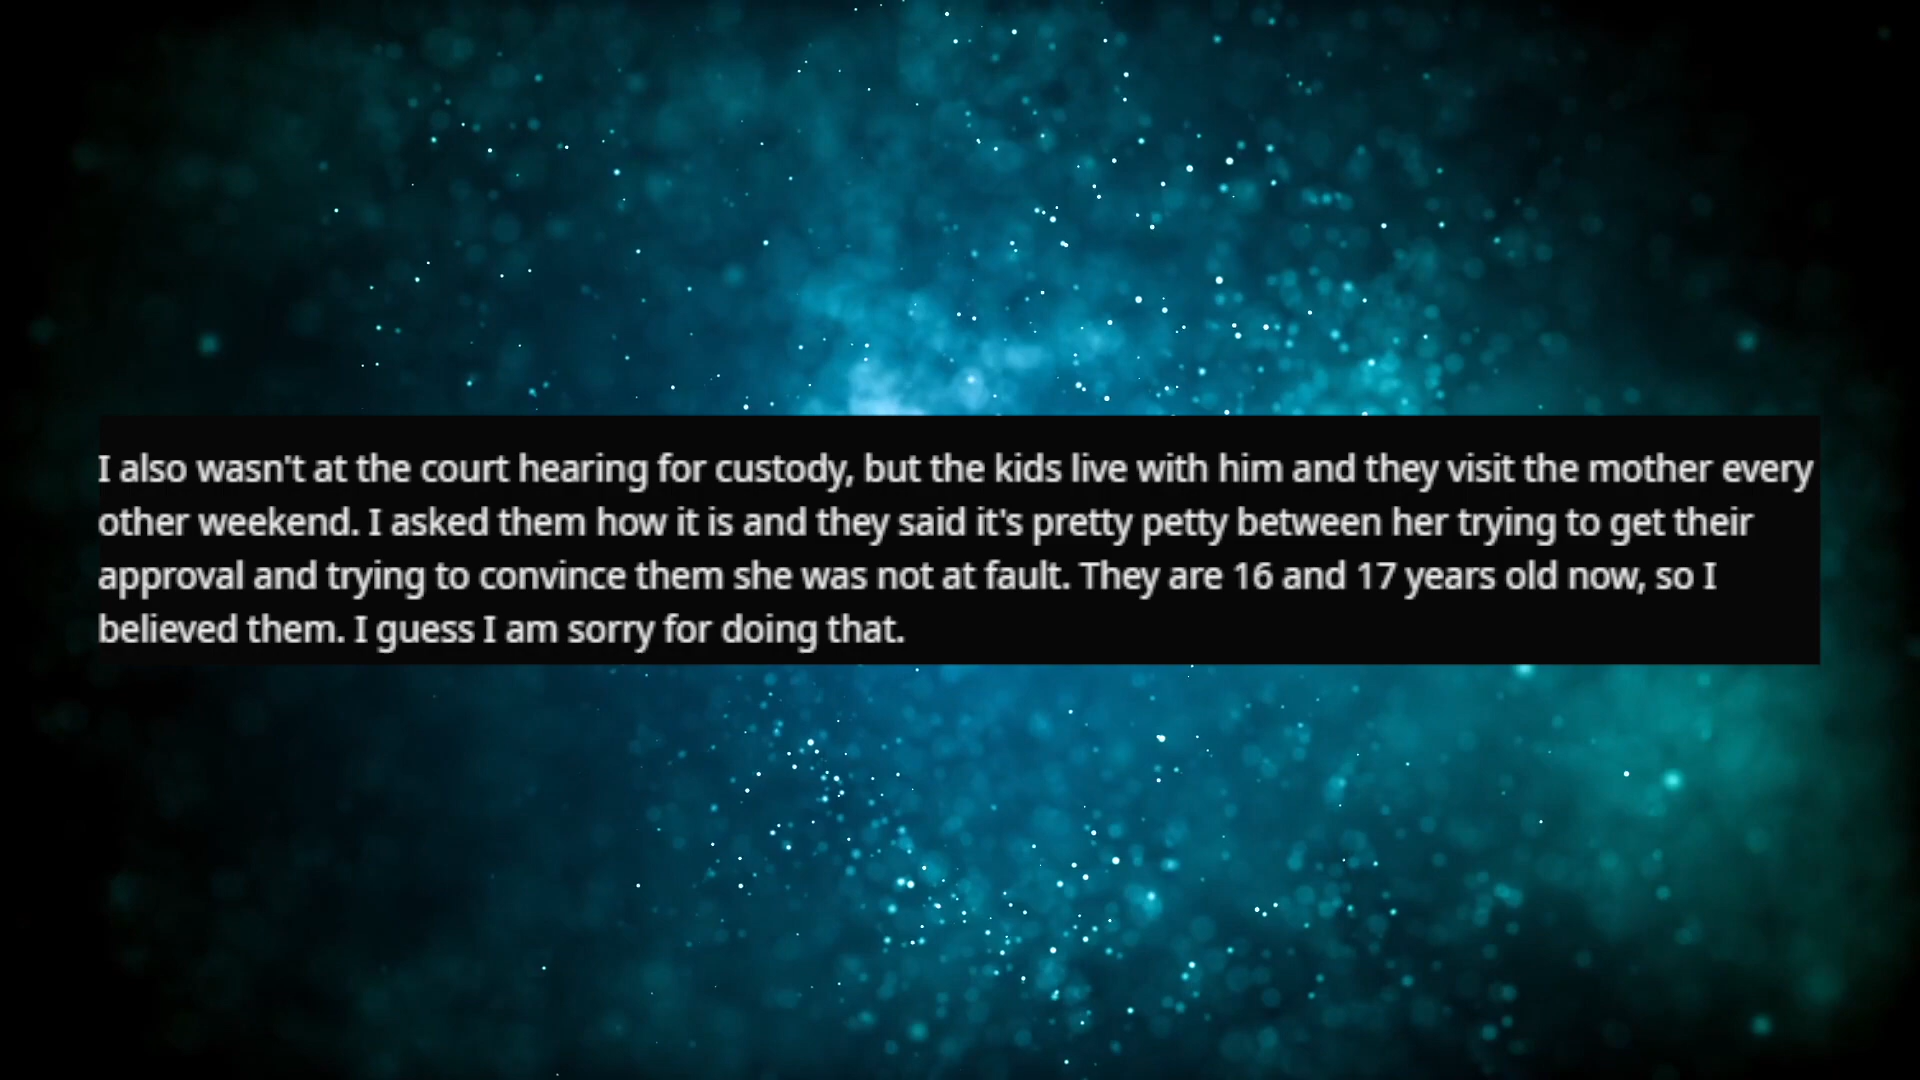 I also wasn't at the court hearing for custody, but the kids live with him and they visit the mother every
other weekend. I asked them how it is and they said it's pretty petty between her trying to get their
approval and trying to convince them she was not at fault. They are 16 and 17 years old now, so I
believed them. I guess I am sorry for doing that.